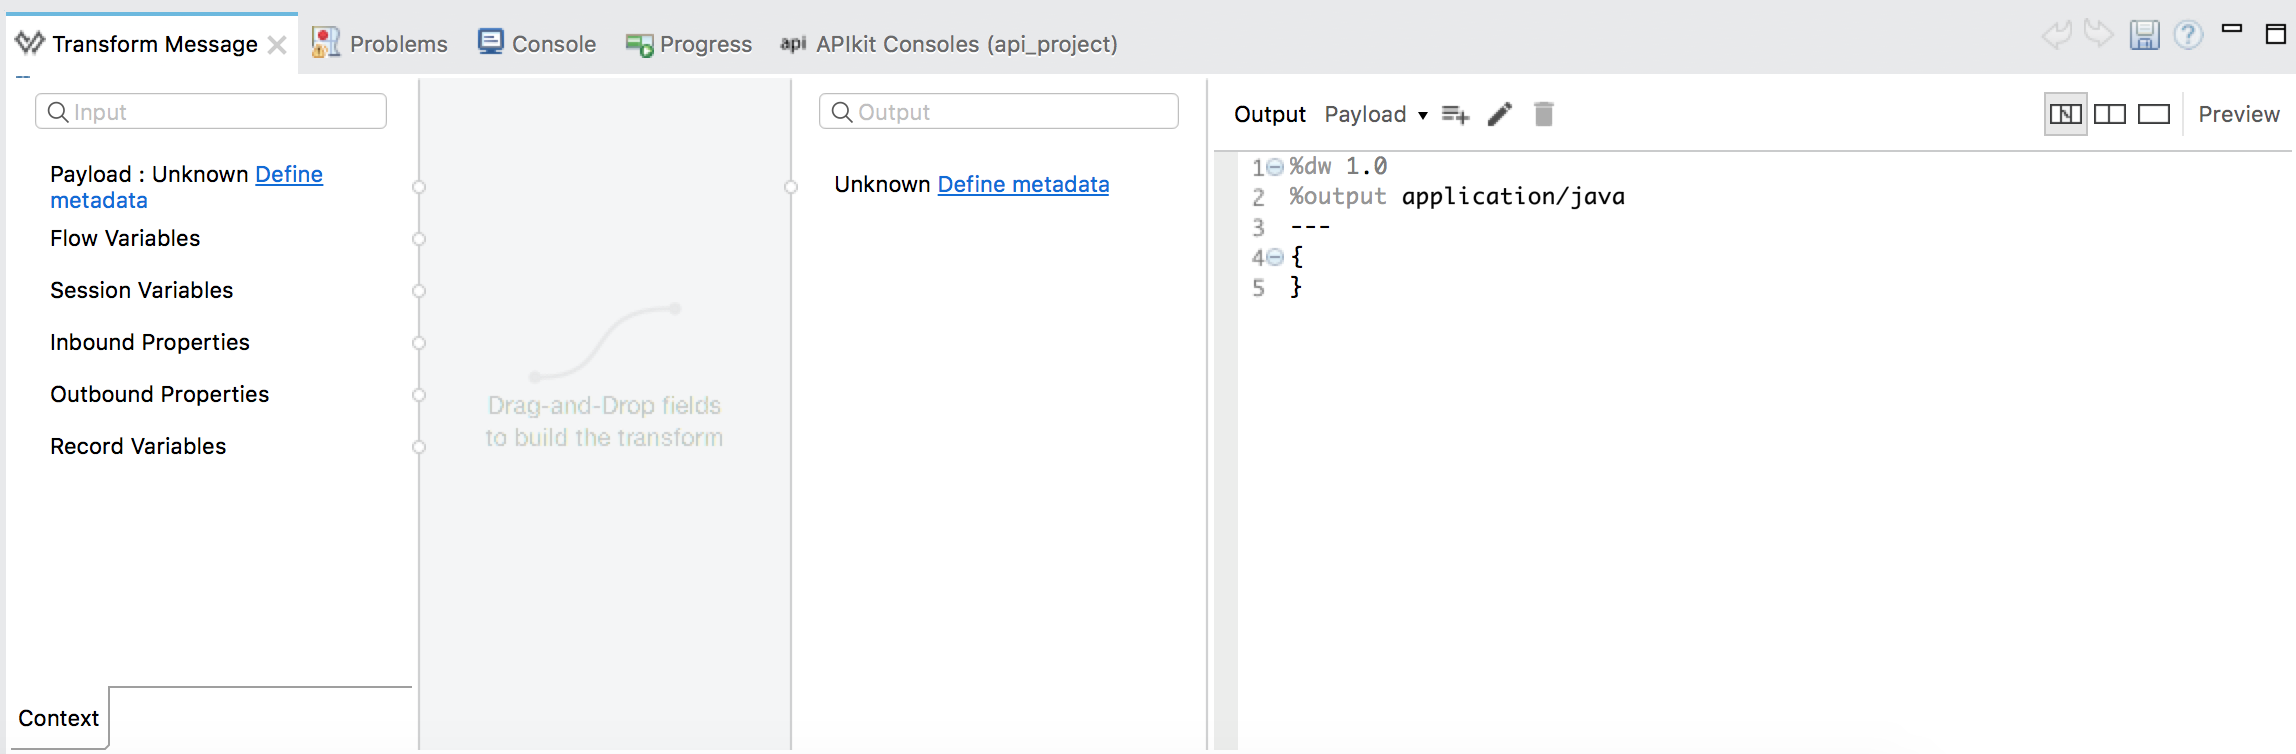 Transform Message
Problems
Console
Progress
api APIkit Consoles (api_project)
Input
Payload : Unknown Define
metadata
Flow Variables
Session Variables
Inbound Properties
Outbound Properties
Record Variables
Context
Drag-and-Drop fields
to build the transform
Output
Unknown Define metadata
Output Payload
Preview
1 %dw 1.0
2 %output application/java
3 ---
4 {
5 }